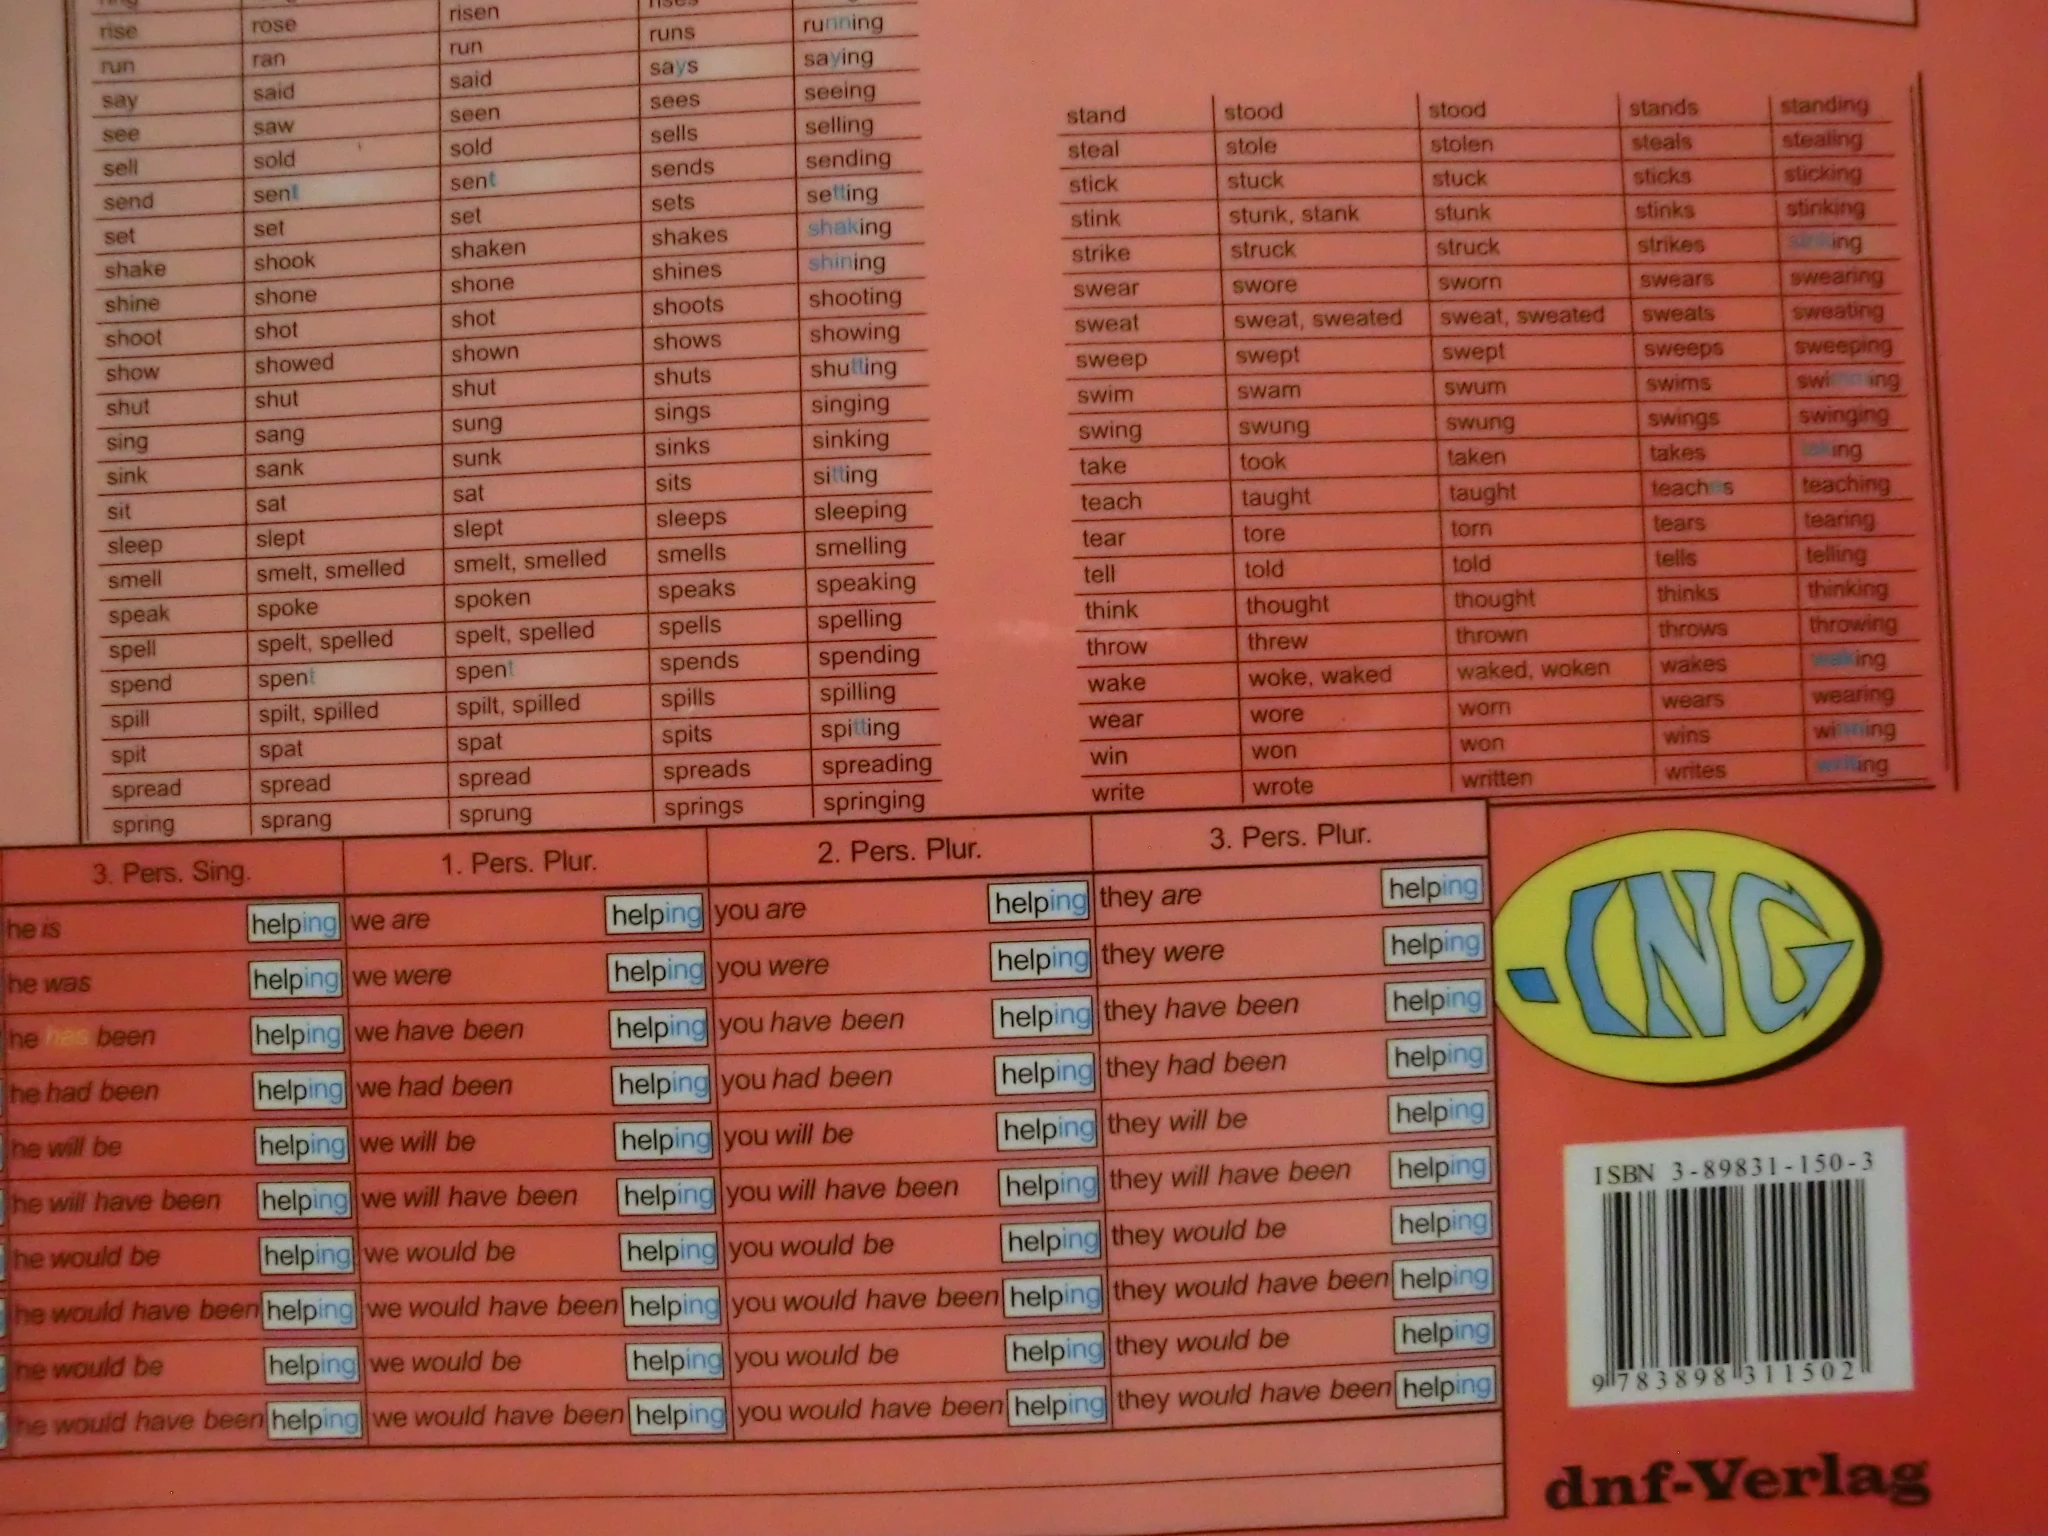 rise rose risen rises
run ran run runs running
say said said says saying
see saw seen sees seeing
sell sold sold sells selling
send sent sent sends sending
set set set sets setting
shake shook shaken shakes shaking
shine shone shone shines shining
shoot shot shot shoots shooting
show showed shown shows showing
shut shut shut shuts shutting
sing sang sung sings singing
sink sank sunk sinks sinking
sit sat sat sits sitting
sleep slept slept sleeps sleeping
smell smelt, smelled smelt, smelled smells smelling
speak spoke spoken speaks speaking
spell spelt, spelled spelt, spelled spells spelling
spend spent spent spends spending
spill spilt, spilled spilt, spilled spills spilling
spit spat spat spits spitting
spread spread spread spreads spreading
spring sprang sprung springs springing
stand stood stood stands standing
steal stole stolen steals stealing
stick stuck stuck sticks sticking
stink stunk, stank stunk stinks stinking
strike struck struck strikes striking
swear swore sworn swears swearing
sweat sweat, sweated sweat, sweated sweats sweating
sweep swept swept sweeps sweeping
swim swam swum swims swimming
swing swung swung swings swinging
take took taken takes taking
teach taught taught teaches teaching
tear tore torn tears tearing
tell told told tells telling
think thought thought thinks thinking
throw threw thrown throws throwing
wake woke, waked waked, woken wakes waking
wear wore worn wears wearing
win won won wins winning
write wrote written writes writing
3. Pers. Sing. 1. Pers. Plur. 2. Pers. Plur. 3. Pers. Plur.
he is helping we are helping you are helping they are helping
he was helping we were helping you were helping they were helping
he has been helping we have been helping you have been helping they have been helping
he had been helping we had been helping you had been helping they had been helping
he will be helping we will be helping you will be helping they will be helping
he will have been helping we will have been helping you will have been helping they will have been helping
he would be helping we would be helping you would be helping they would be helping
he would have been helping we would have been helping you would have been helping they would have been helping
he would be helping we would be helping you would be helping they would be helping
he would have been helping we would have been helping you would have been helping they would have been helping
-ING
ISBN 3-89831-150-3
9 783898 311502
dnf-Verlag